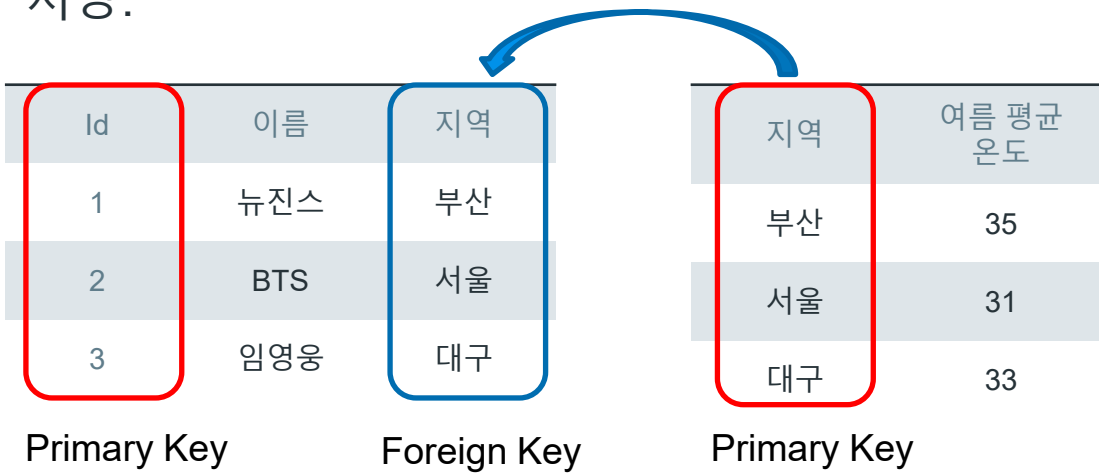 Id 이름 지역
1 뉴진스 부산
2 BTS 서울
3 임영웅 대구
Primary Key Foreign Key
지역 여름 평균
온도
부산 35
서울 31
대구 33
Primary Key